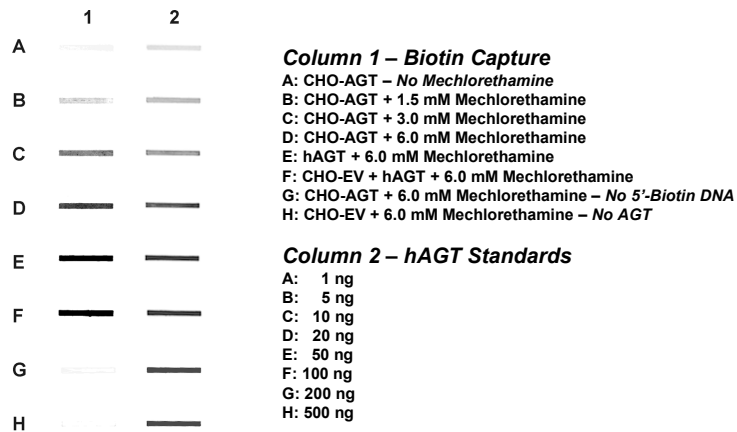 1 2
A
B
C
D
E
F
G
H
Column 1 – Biotin Capture
A: CHO-AGT – No Mechlorethamine
B: CHO-AGT + 1.5 mM Mechlorethamine
C: CHO-AGT + 3.0 mM Mechlorethamine
D: CHO-AGT + 6.0 mM Mechlorethamine
E: hAGT + 6.0 mM Mechlorethamine
F: CHO-EV + hAGT + 6.0 mM Mechlorethamine
G: CHO-AGT + 6.0 mM Mechlorethamine – No 5'-Biotin DNA
H: CHO-EV + 6.0 mM Mechlorethamine – No AGT
Column 2 – hAGT Standards
A: 1 ng
B: 5 ng
C: 10 ng
D: 20 ng
E: 50 ng
F: 100 ng
G: 200 ng
H: 500 ng